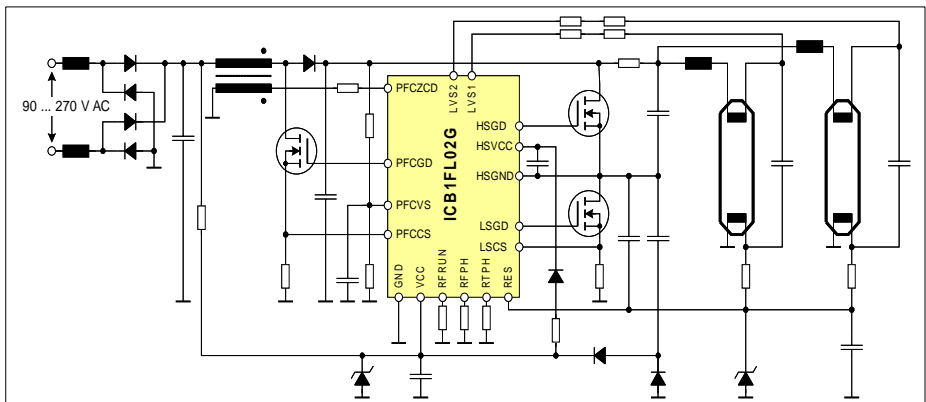 90 ... 270 V AC
PFCZCD
PFCGD
PFCVS
PFCCS
ICB1FL02G
LVS2
LVS1
HSGD
HSVCC
HSGND
LSGD
LSCS
GND
VCC
RFRUN
RFPH
RTPH
RES